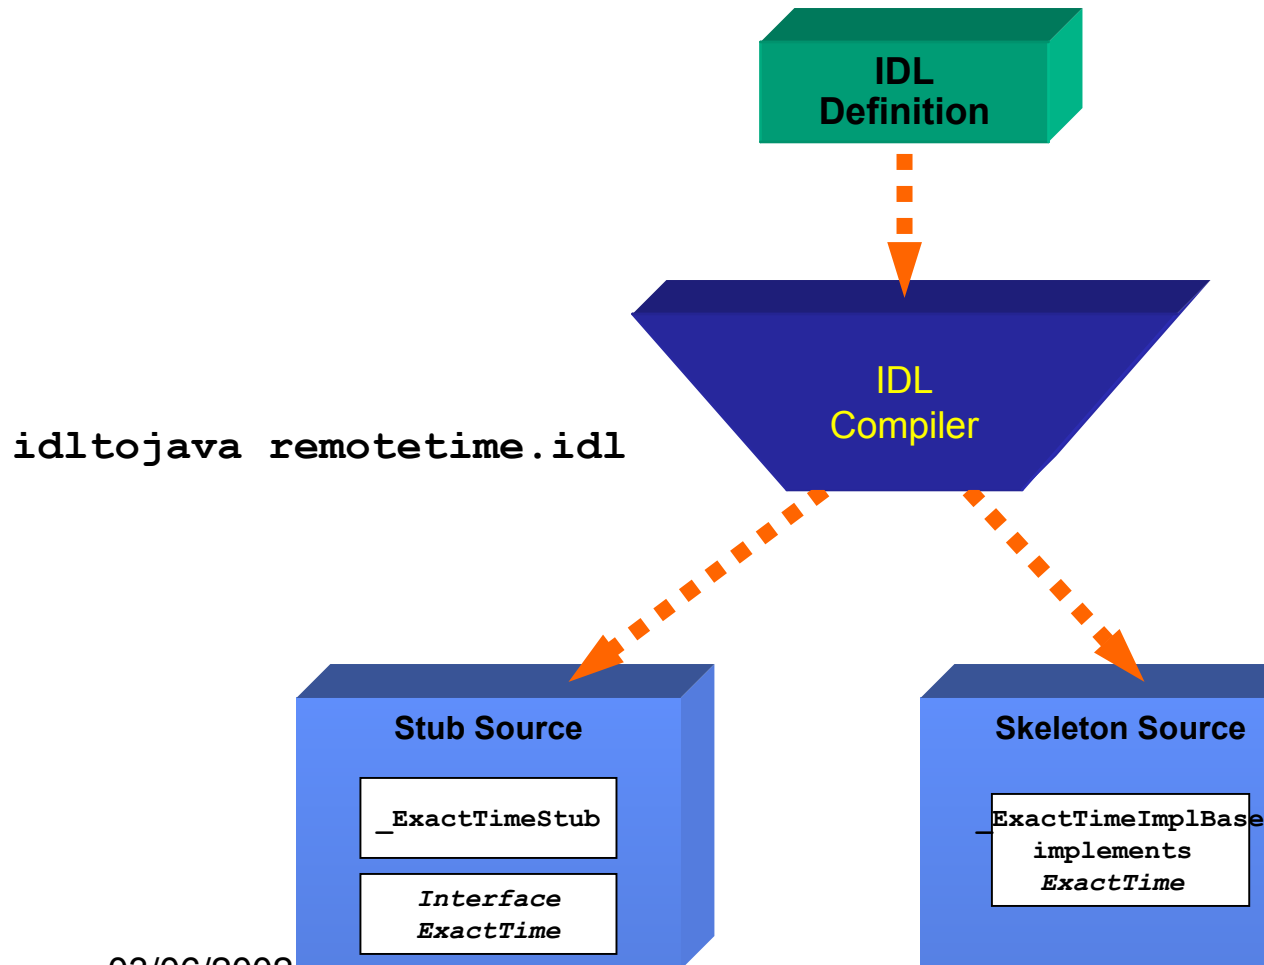 IDL
Definition
IDL
Compiler
idltojava remotetime.idl
Stub Source
Skeleton Source
_ExactTimeStub
_ExactTimeImplBase
implements
ExactTime
Interface
ExactTime